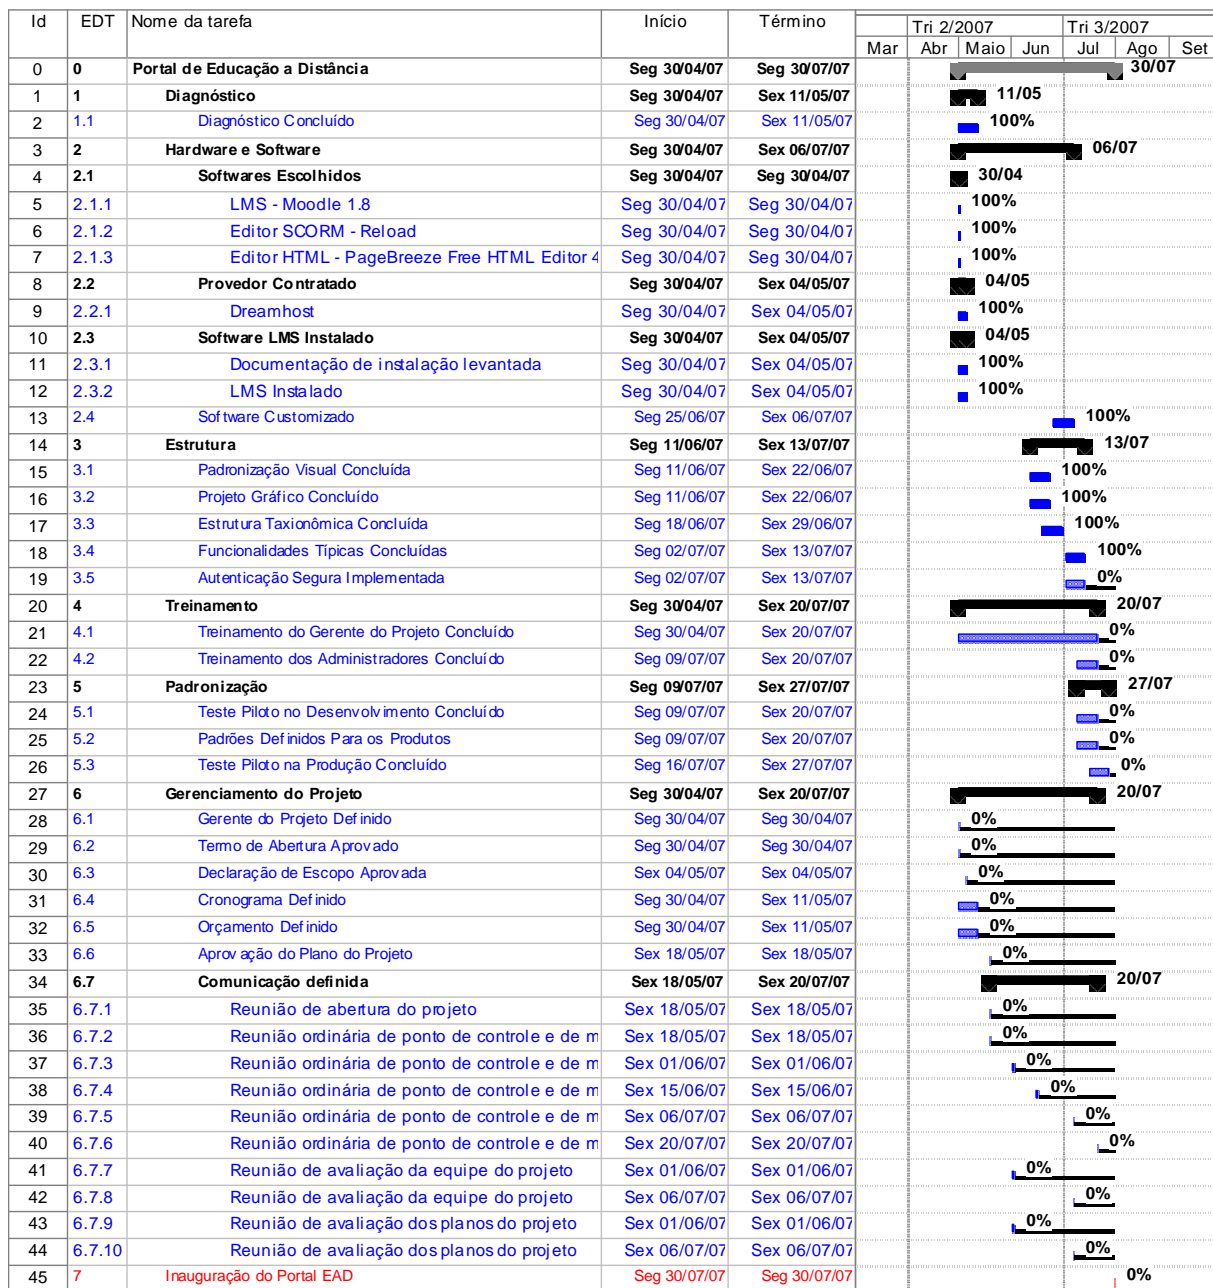 Id EDT Nome da tarefa Início Término Tri 2/2007 Tri 3/2007
Mar Abr Maio Jun Jul Ago Set
0 0 Portal de Educação a Distância Seg 30/04/07 Seg 30/07/07 30/07
1 1 Diagnóstico Seg 30/04/07 Sex 11/05/07 11/05
2 1.1 Diagnóstico Concluído Seg 30/04/07 Sex 11/05/07 100%
3 2 Hardware e Software Seg 30/04/07 Sex 06/07/07 06/07
4 2.1 Softwares Escolhidos Seg 30/04/07 Seg 30/04/07 30/04
5 2.1.1 LMS - Moodle 1.8 Seg 30/04/07 Seg 30/04/07 100%
6 2.1.2 Editor SCORM - Reload Seg 30/04/07 Seg 30/04/07 100%
7 2.1.3 Editor HTML - PageBreeze Free HTML Editor 4 Seg 30/04/07 Seg 30/04/07 100%
8 2.2 Provedor Contratado Seg 30/04/07 Sex 04/05/07 04/05
9 2.2.1 Dreamhost Seg 30/04/07 Sex 04/05/07 100%
10 2.3 Software LMS Instalado Seg 30/04/07 Sex 04/05/07 04/05
11 2.3.1 Documentação de instalação levantada Seg 30/04/07 Sex 04/05/07 100%
12 2.3.2 LMS Instalado Seg 30/04/07 Sex 04/05/07 100%
13 2.4 Software Customizado Seg 25/06/07 Sex 06/07/07 100%
14 3 Estrutura Seg 11/06/07 Sex 13/07/07 13/07
15 3.1 Padronização Visual Concluída Seg 11/06/07 Sex 22/06/07 100%
16 3.2 Projeto Gráfico Concluído Seg 11/06/07 Sex 22/06/07 100%
17 3.3 Estrutura Taxionômica Concluída Seg 18/06/07 Sex 29/06/07 100%
18 3.4 Funcionalidades Típicas Concluídas Seg 02/07/07 Sex 13/07/07 100%
19 3.5 Autenticação Segura Implementada Seg 02/07/07 Sex 13/07/07 0%
20 4 Treinamento Seg 30/04/07 Sex 20/07/07 20/07
21 4.1 Treinamento do Gerente do Projeto Concluído Seg 30/04/07 Sex 20/07/07 0%
22 4.2 Treinamento dos Administradores Concluído Seg 09/07/07 Sex 20/07/07 0%
23 5 Padronização Seg 09/07/07 Sex 27/07/07 27/07
24 5.1 Teste Piloto no Desenvolvimento Concluído Seg 09/07/07 Sex 20/07/07 0%
25 5.2 Padrões Definidos Para os Produtos Seg 09/07/07 Sex 20/07/07 0%
26 5.3 Teste Piloto na Produção Concluído Seg 16/07/07 Sex 27/07/07 0%
27 6 Gerenciamento do Projeto Seg 30/04/07 Sex 20/07/07 20/07
28 6.1 Gerente do Projeto Definido Seg 30/04/07 Seg 30/04/07 0%
29 6.2 Termo de Abertura Aprovado Seg 30/04/07 Seg 30/04/07 0%
30 6.3 Declaração de Escopo Aprovada Sex 04/05/07 Sex 04/05/07 0%
31 6.4 Cronograma Definido Seg 30/04/07 Sex 11/05/07 0%
32 6.5 Orçamento Definido Seg 30/04/07 Sex 11/05/07 0%
33 6.6 Aprovação do Plano do Projeto Sex 18/05/07 Sex 18/05/07 0%
34 6.7 Comunicação definida Sex 18/05/07 Sex 20/07/07 20/07
35 6.7.1 Reunião de abertura do projeto Sex 18/05/07 Sex 18/05/07 0%
36 6.7.2 Reunião ordinária de ponto de controle e de m Sex 18/05/07 Sex 18/05/07 0%
37 6.7.3 Reunião ordinária de ponto de controle e de m Sex 01/06/07 Sex 01/06/07 0%
38 6.7.4 Reunião ordinária de ponto de controle e de m Sex 15/06/07 Sex 15/06/07 0%
39 6.7.5 Reunião ordinária de ponto de controle e de m Sex 06/07/07 Sex 06/07/07 0%
40 6.7.6 Reunião ordinária de ponto de controle e de m Sex 20/07/07 Sex 20/07/07 0%
41 6.7.7 Reunião de avaliação da equipe do projeto Sex 01/06/07 Sex 01/06/07 0%
42 6.7.8 Reunião de avaliação da equipe do projeto Sex 06/07/07 Sex 06/07/07 0%
43 6.7.9 Reunião de avaliação dos planos do projeto Sex 01/06/07 Sex 01/06/07 0%
44 6.7.10 Reunião de avaliação dos planos do projeto Sex 06/07/07 Sex 06/07/07 0%
45 7 Inauguração do Portal EAD Seg 30/07/07 Seg 30/07/07 0%